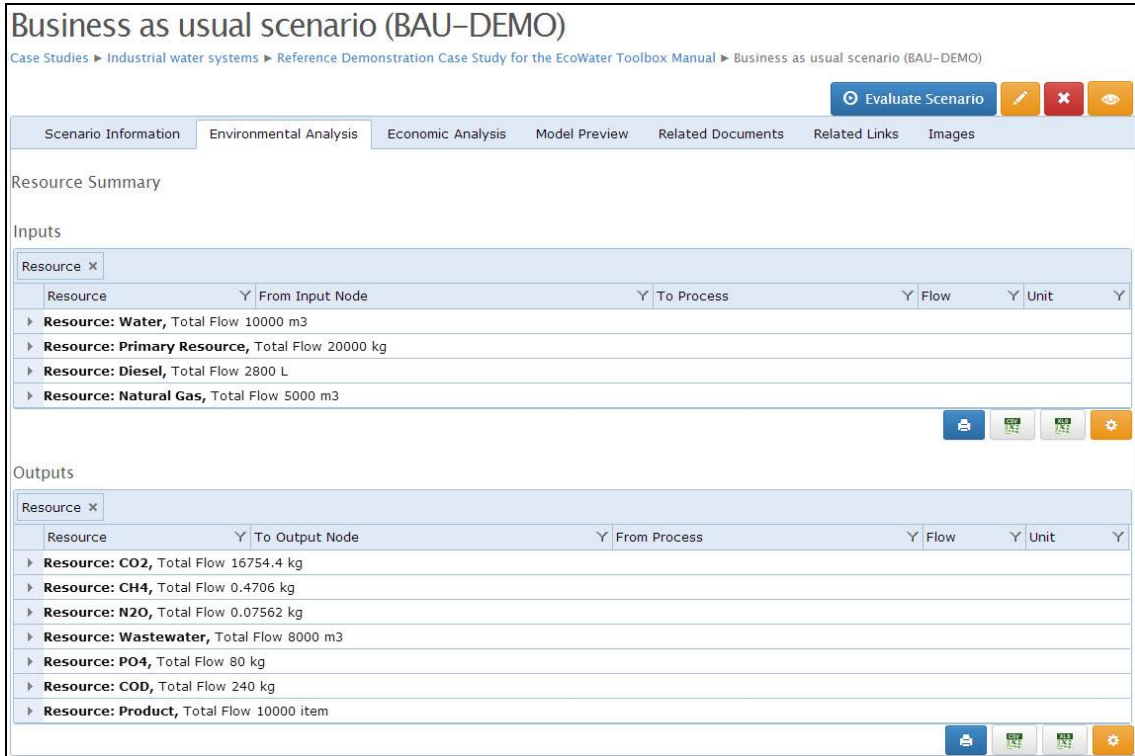 Business as usual scenario (BAU-DEMO)
Case Studies ▶ Industrial water systems ▶ Reference Demonstration Case Study for the EcoWater Toolbox Manual ▶ Business as usual scenario (BAU-DEMO)
Evaluate Scenario
Scenario Information Environmental Analysis Economic Analysis Model Preview Related Documents Related Links Images
Resource Summary
Inputs
Resource ×
Resource From Input Node To Process Flow Unit
Resource: Water, Total Flow 10000 m3
Resource: Primary Resource, Total Flow 20000 kg
Resource: Diesel, Total Flow 2800 L
Resource: Natural Gas, Total Flow 5000 m3
CSV XLS
Outputs
Resource ×
Resource To Output Node From Process Flow Unit
Resource: CO2, Total Flow 16754.4 kg
Resource: CH4, Total Flow 0.4706 kg
Resource: N2O, Total Flow 0.07562 kg
Resource: Wastewater, Total Flow 8000 m3
Resource: PO4, Total Flow 80 kg
Resource: COD, Total Flow 240 kg
Resource: Product, Total Flow 10000 item
CSV XLS